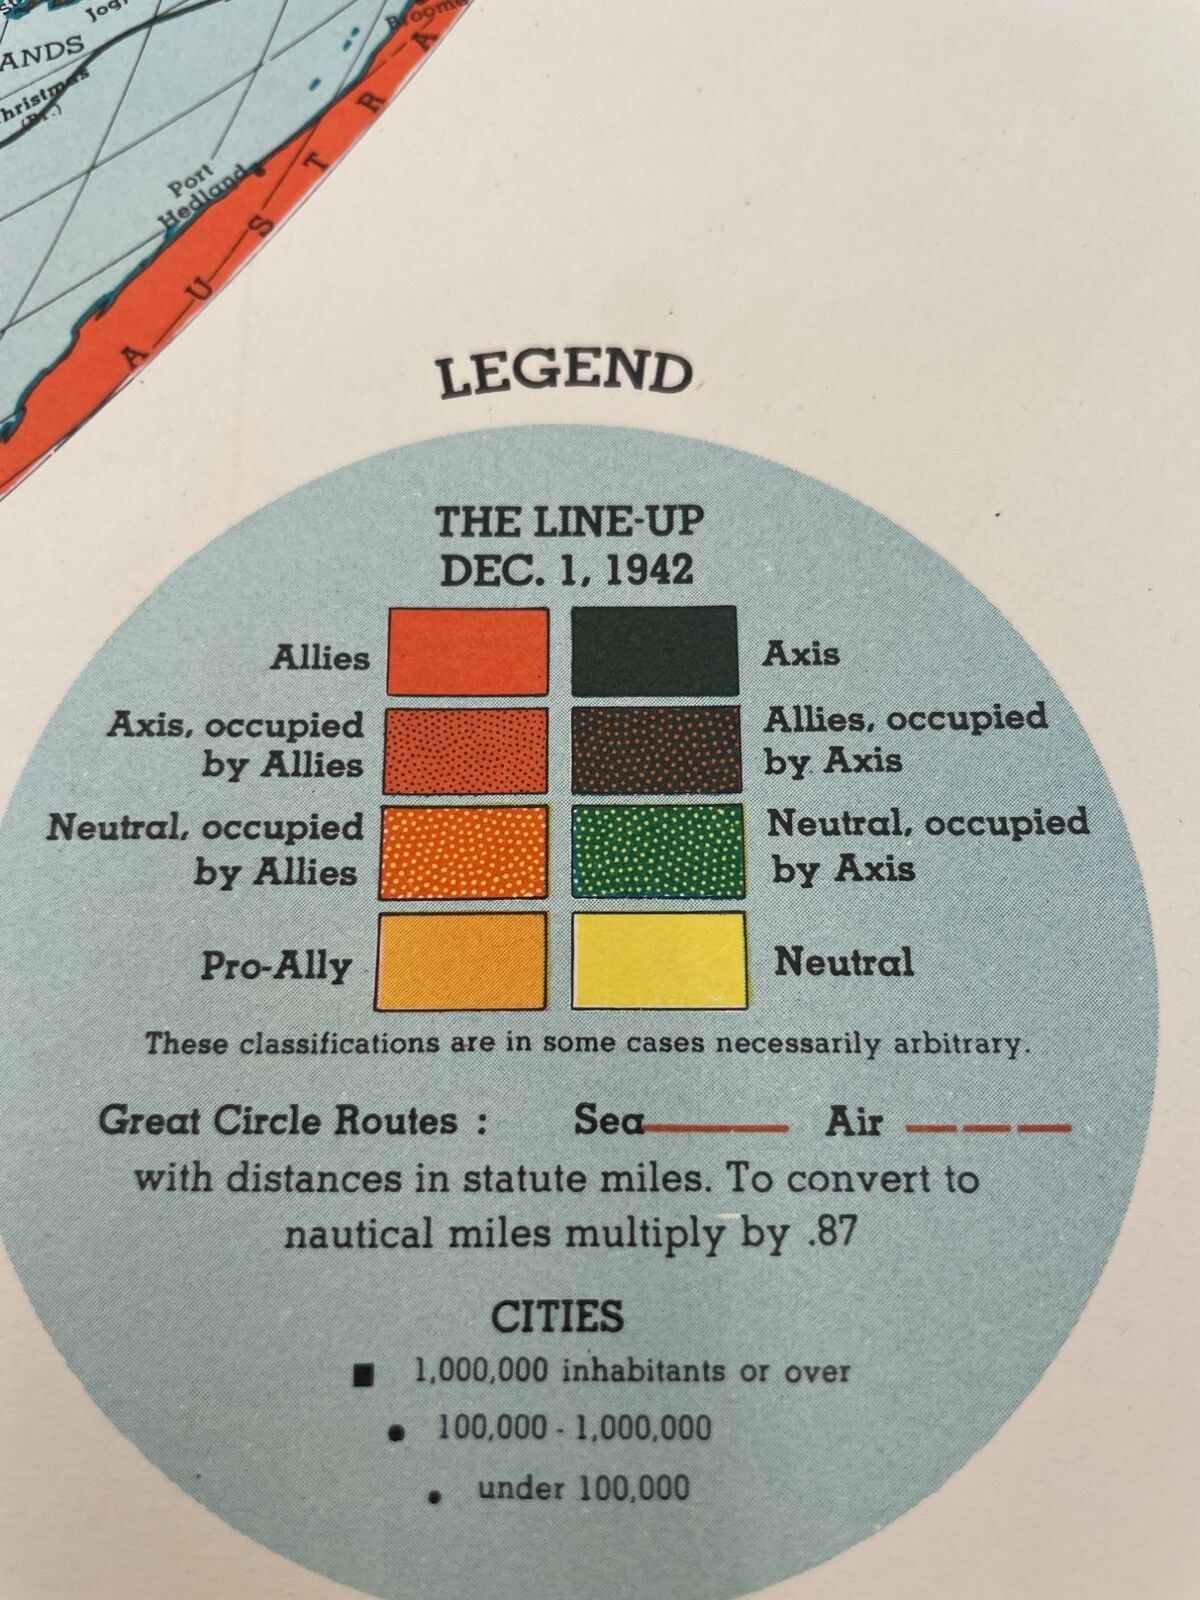 ANDS
Port
Hedland
Broome
AUSTRA
LEGEND
THE LINE-UP
DEC. 1, 1942
Allies
Axis
Axis, occupied
by Allies
Allies, occupied
by Axis
Neutral, occupied
by Allies
Neutral, occupied
by Axis
Pro-Ally
Neutral
These classifications are in some cases necessarily arbitrary.
Great Circle Routes : Sea Air
with distances in statute miles. To convert to
nautical miles multiply by .87
CITIES
1,000,000 inhabitants or over
100,000 - 1,000,000
under 100,000